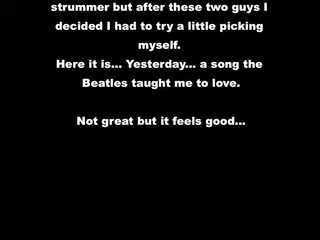 strummer but after these two guys I
decided I had to try a little picking
myself.
Here it is... Yesterday... a song the
Beatles taught me to love.
Not great but it feels good...